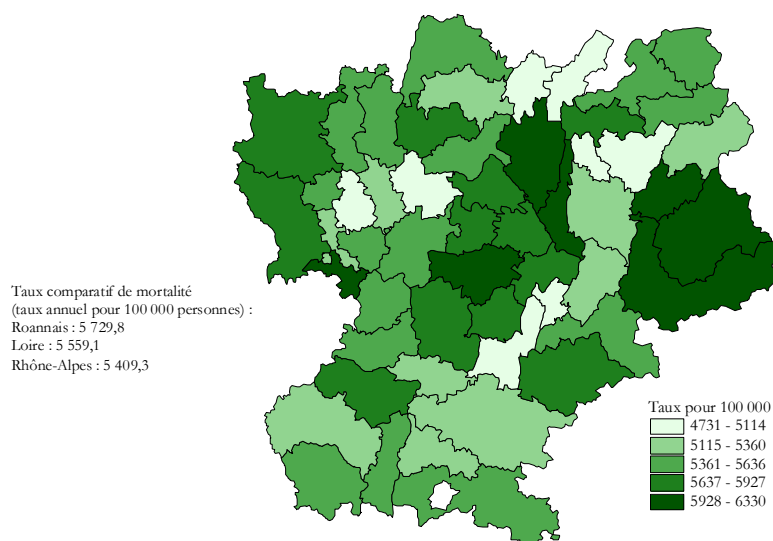 Taux comparatif de mortalité
(taux annuel pour 100 000 personnes) :
Roannais : 5 729,8
Loire : 5 559,1
Rhône-Alpes : 5 409,3
Taux pour 100 000
4731 - 5114
5115 - 5360
5361 - 5636
5637 - 5927
5928 - 6330